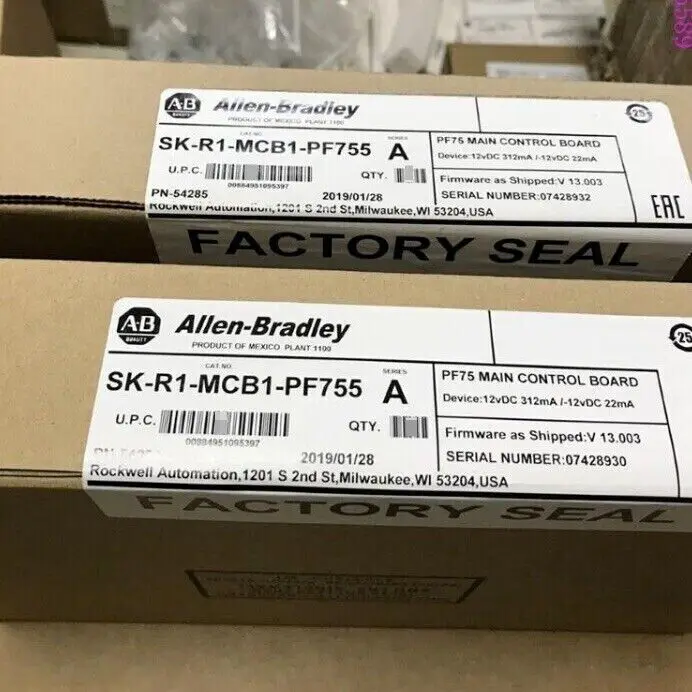 5589
A-B
QUALITY
Allen-Bradley
PRODUCT OF MEXICO PLANT 1100
25
CAT NO.
SERIES
SK-R1-MCB1-PF755 A
PF75 MAIN CONTROL BOARD
Device:12vDC 312mA /-12vDC 22mA
U.P.C.
QTY.
00884951095397
Firmware as Shipped:V 13.003
PN-54285
2019/01/28
SERIAL NUMBER:07428932
Rockwell Automation,1201 S 2nd St,Milwaukee,WI 53204,USA
EAC
FACTORY SEAL
A-B
QUALITY
Allen-Bradley
PRODUCT OF MEXICO PLANT 1100
25
CAT NO.
SERIES
SK-R1-MCB1-PF755 A
PF75 MAIN CONTROL BOARD
Device:12vDC 312mA /-12vDC 22mA
U.P.C.
QTY.
00884951095397
Firmware as Shipped:V 13.003
2019/01/28
SERIAL NUMBER:07428930
Rockwell Automation,1201 S 2nd St,Milwaukee,WI 53204,USA
FACTORY SEAL